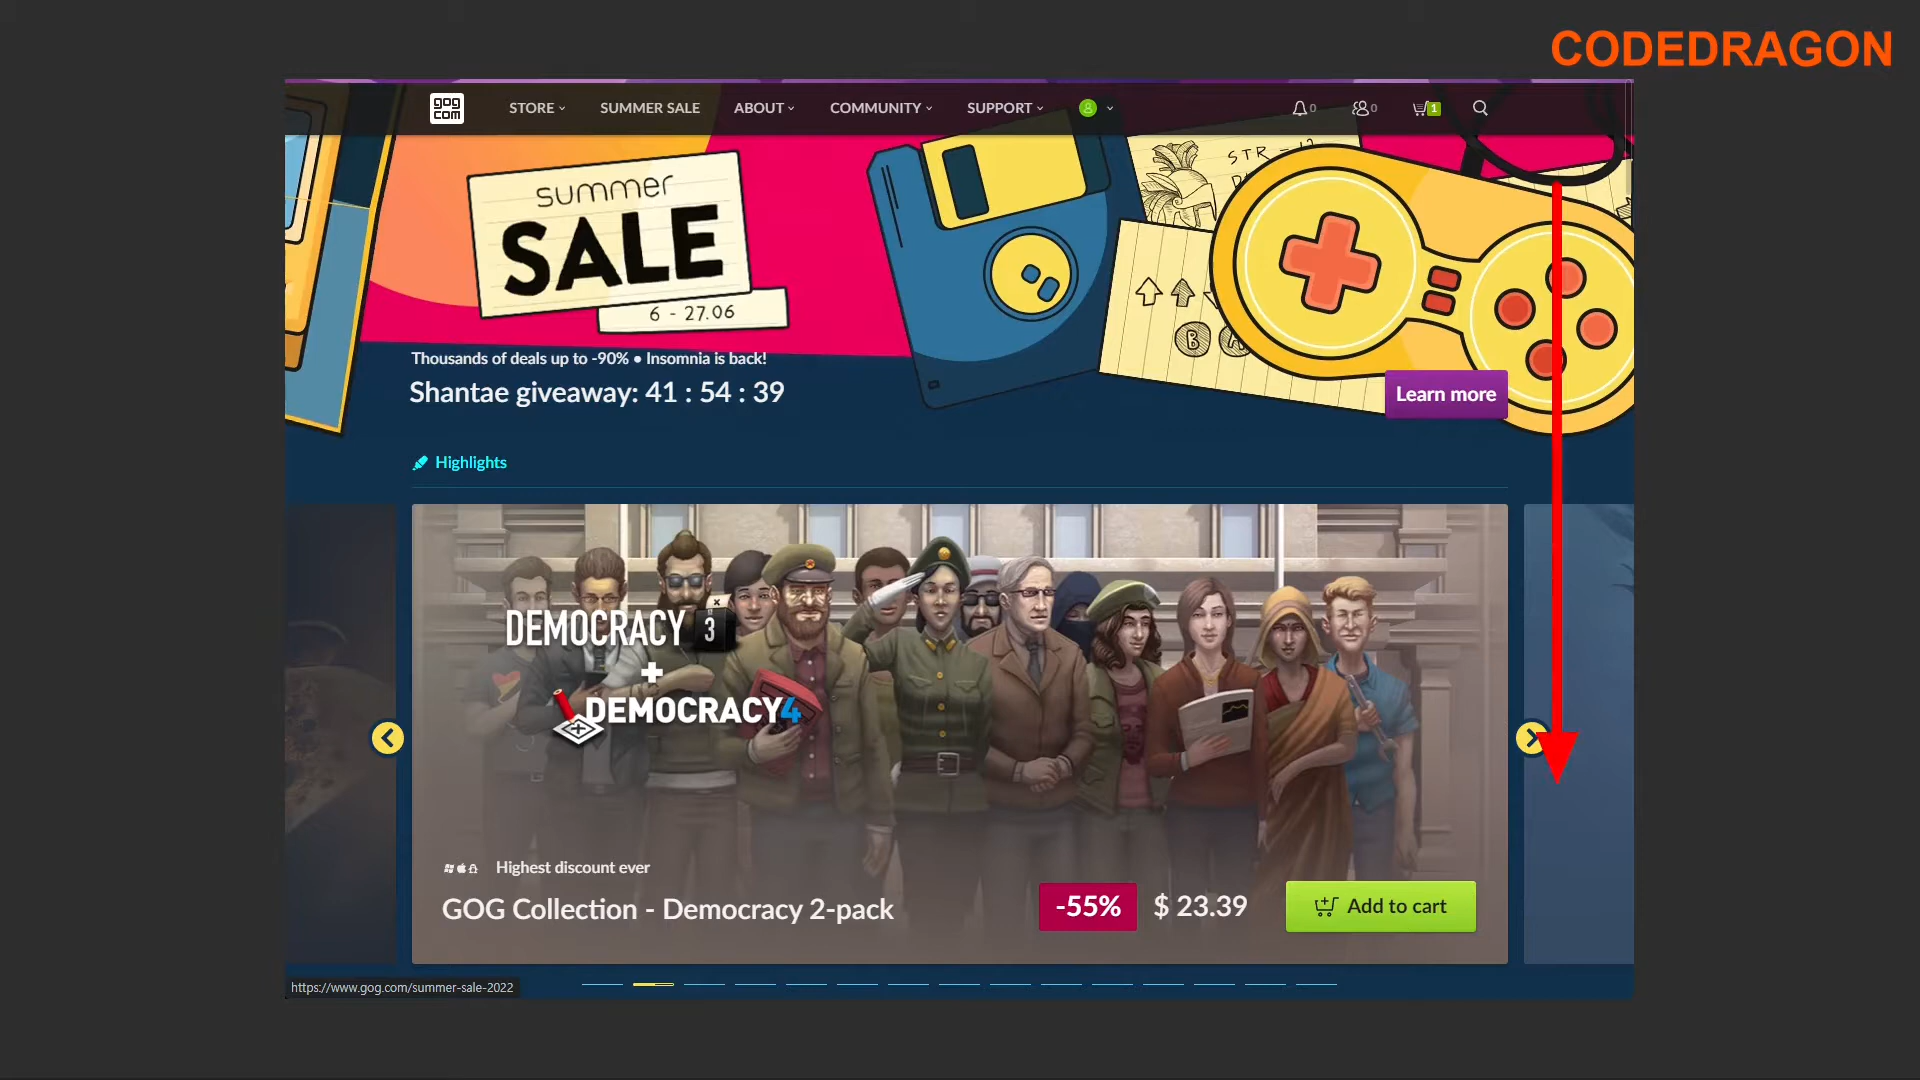 CODEDRAGON
gog
com
STORE
SUMMER SALE
ABOUT
COMMUNITY
SUPPORT
0
0
1
summer
SALE
6 - 27.06
STR - 12
B A
Thousands of deals up to -90% • Insomnia is back!
Shantae giveaway: 41 : 54 : 39
Learn more
Highlights
DEMOCRACY 3
+
DEMOCRACY 4
Highest discount ever
GOG Collection - Democracy 2-pack
-55%
$ 23.39
Add to cart
https://www.gog.com/summer-sale-2022